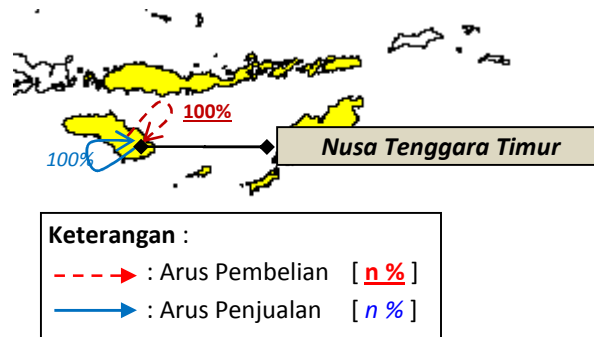 100%
100%
Nusa Tenggara Timur
Keterangan :
: Arus Pembelian [ n % ]
: Arus Penjualan [ n % ]